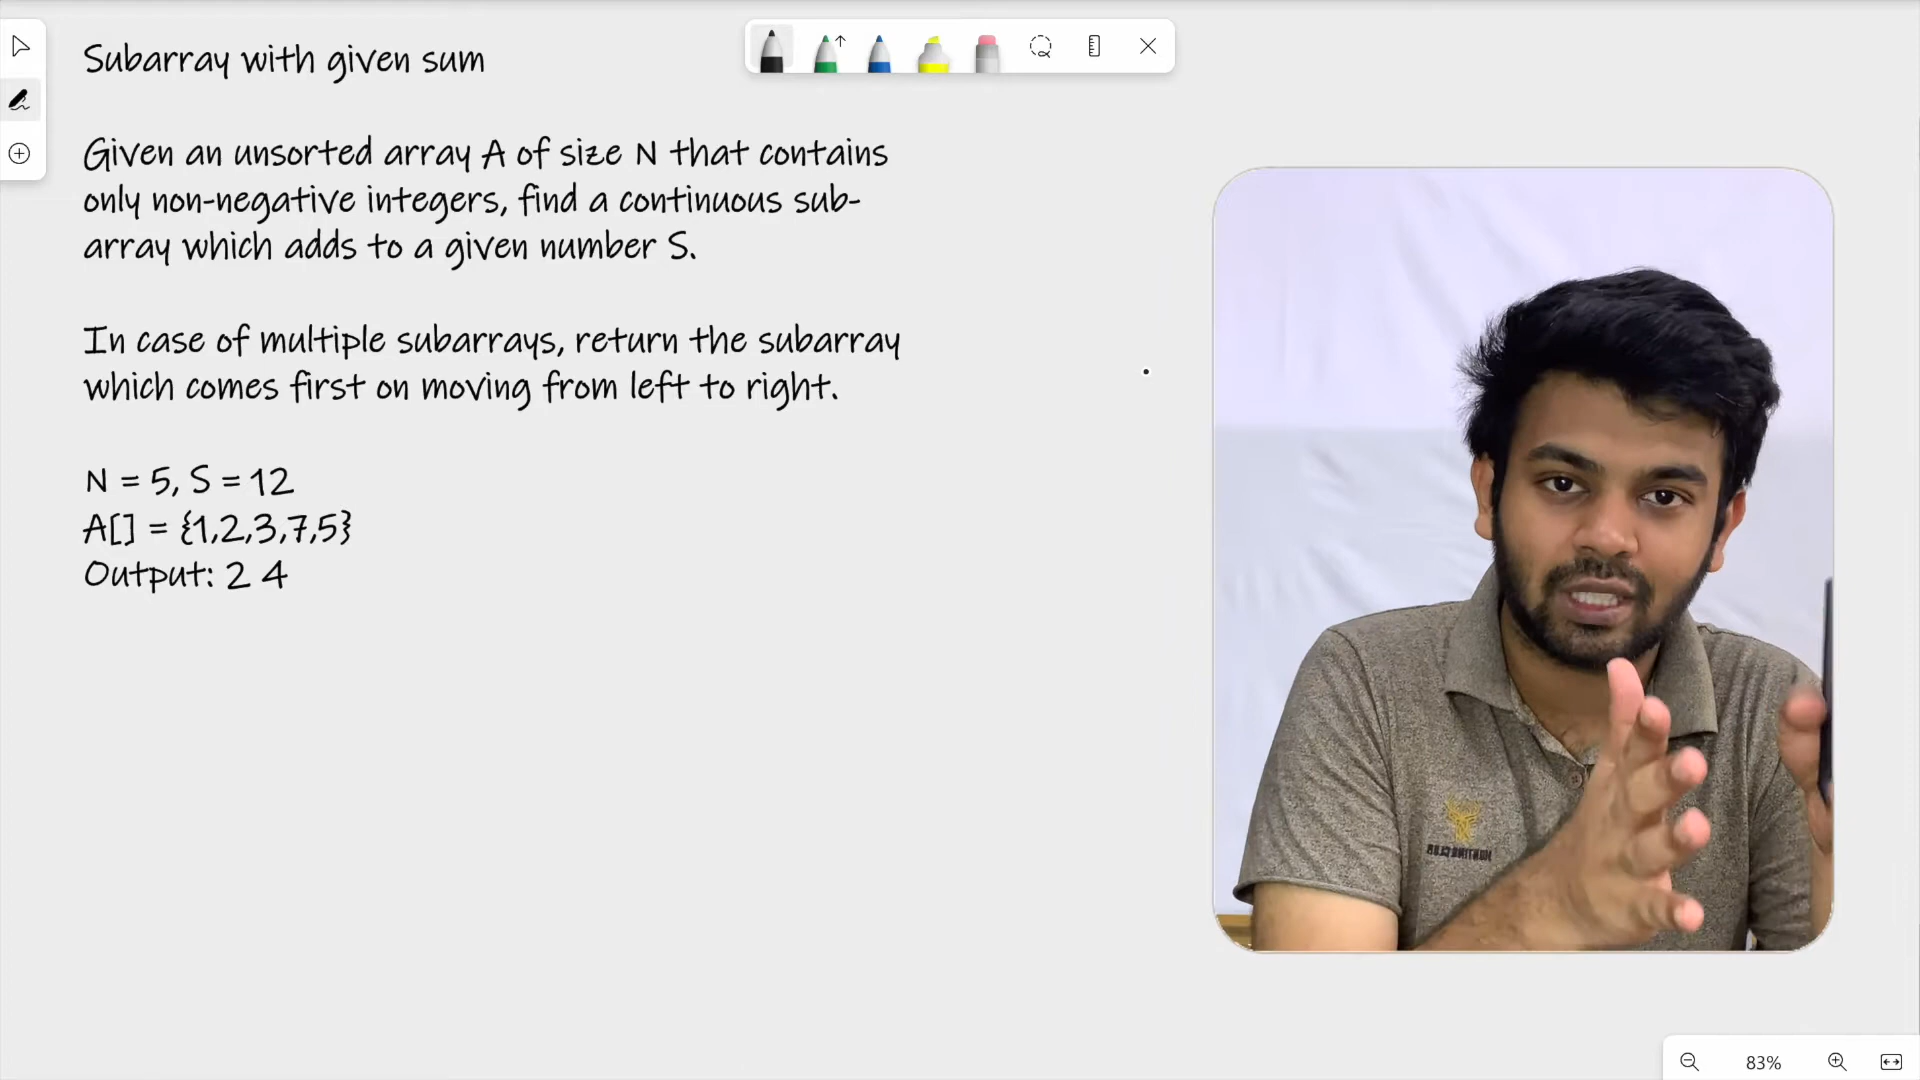 Subarray with given sum
Given an unsorted array A of size N that contains
only non-negative integers, find a continuous sub-
array which adds to a given number S.
In case of multiple subarrays, return the subarray
which comes first on moving from left to right.
N = 5, S = 12
A[] = {1,2,3,7,5}
Output: 2 4
83%